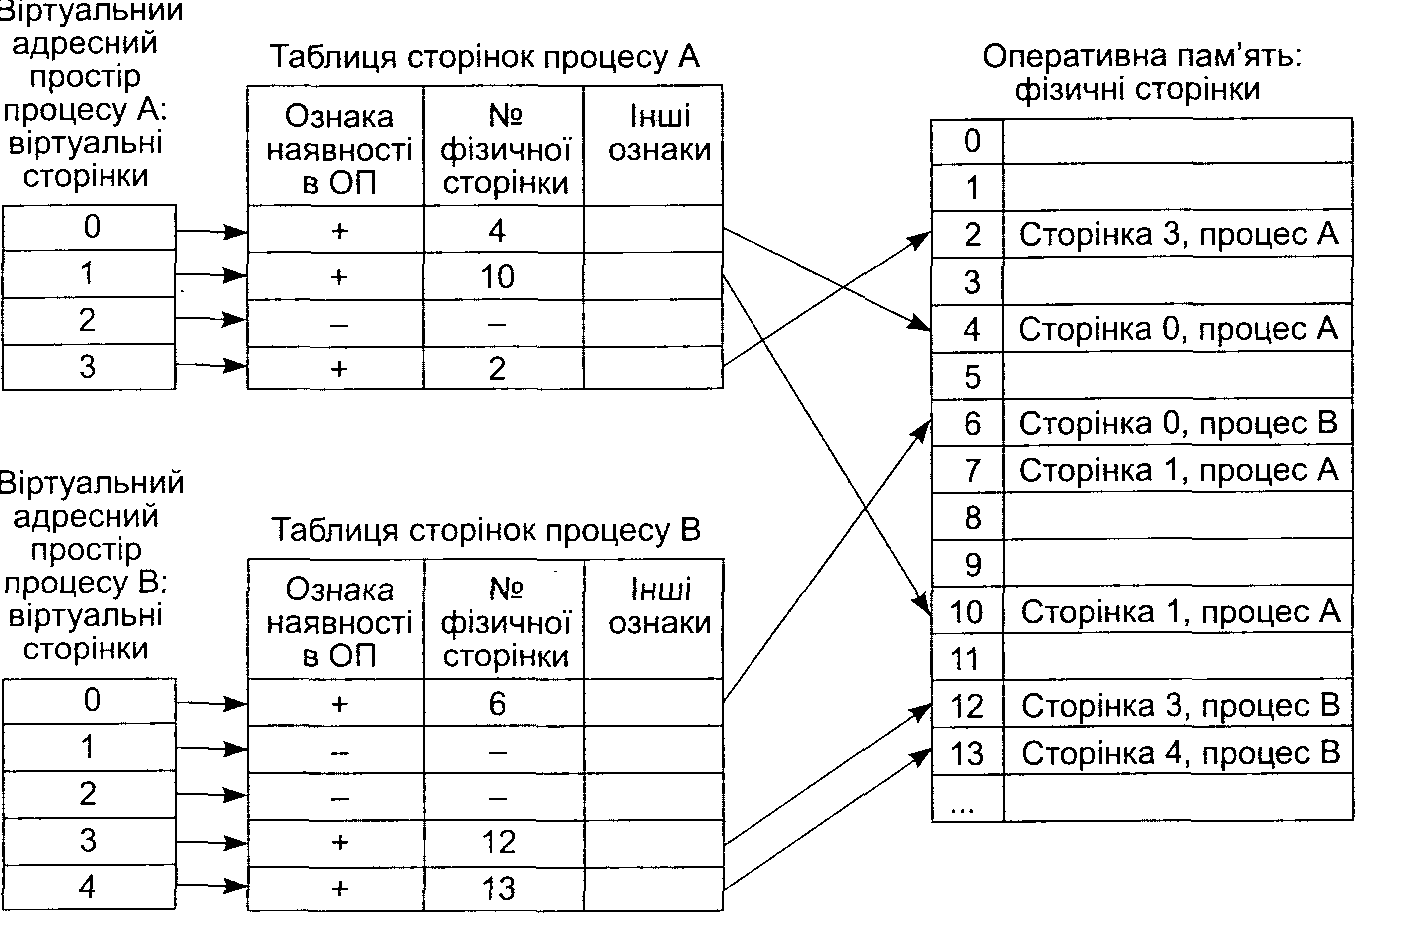 Віртуальний
адресний
простір
процесу А:
віртуальні
сторінки
0
1
2
3
Таблиця сторінок процесу А
Ознака наявності в ОП
№ фізичної сторінки
Інші ознаки
+ 4
+ 10
– –
+ 2
Віртуальний
адресний
простір
процесу В:
віртуальні
сторінки
0
1
2
3
4
Таблиця сторінок процесу В
Ознака наявності в ОП
№ фізичної сторінки
Інші ознаки
+ 6
-- –
– –
+ 12
+ 13
Оперативна пам'ять:
фізичні сторінки
0
1
2 Сторінка 3, процес А
3
4 Сторінка 0, процес А
5
6 Сторінка 0, процес В
7 Сторінка 1, процес А
8
9
10 Сторінка 1, процес А
11
12 Сторінка 3, процес В
13 Сторінка 4, процес В
...